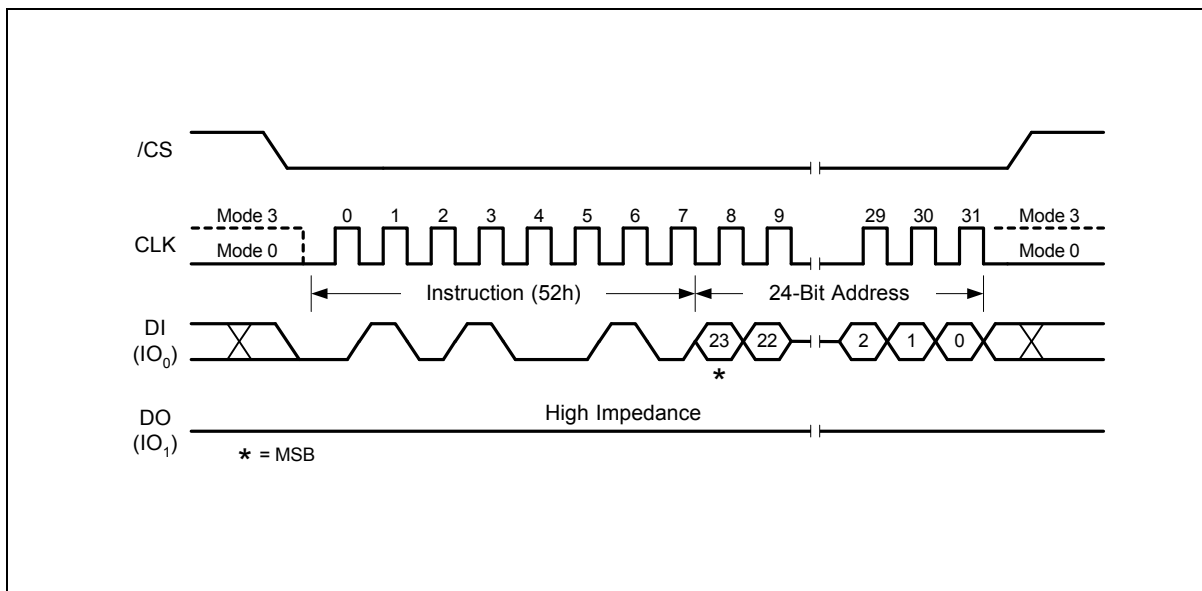 /CS
Mode 3 0 1 2 3 4 5 6 7 8 9 29 30 31 Mode 3
CLK
Mode 0 Mode 0
Instruction (52h) 24-Bit Address
DI
(IO₀)
23 22 2 1 0
*
High Impedance
DO
(IO₁)
* = MSB